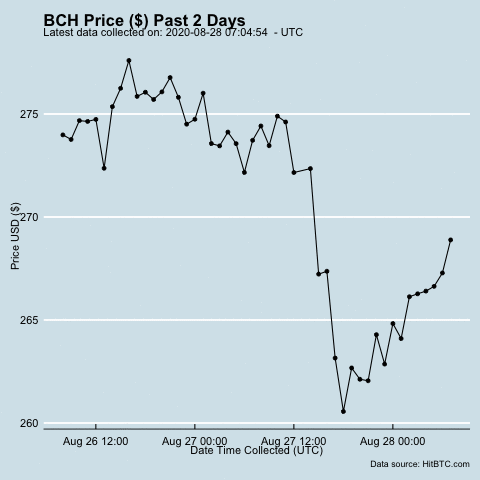 BCH Price ($) Past 2 Days
Latest data collected on: 2020-08-28 07:04:54 - UTC
275
270
265
260
Price USD ($)
Aug 26 12:00 Aug 27 00:00 Aug 27 12:00 Aug 28 00:00
Date Time Collected (UTC)
Data source: HitBTC.com